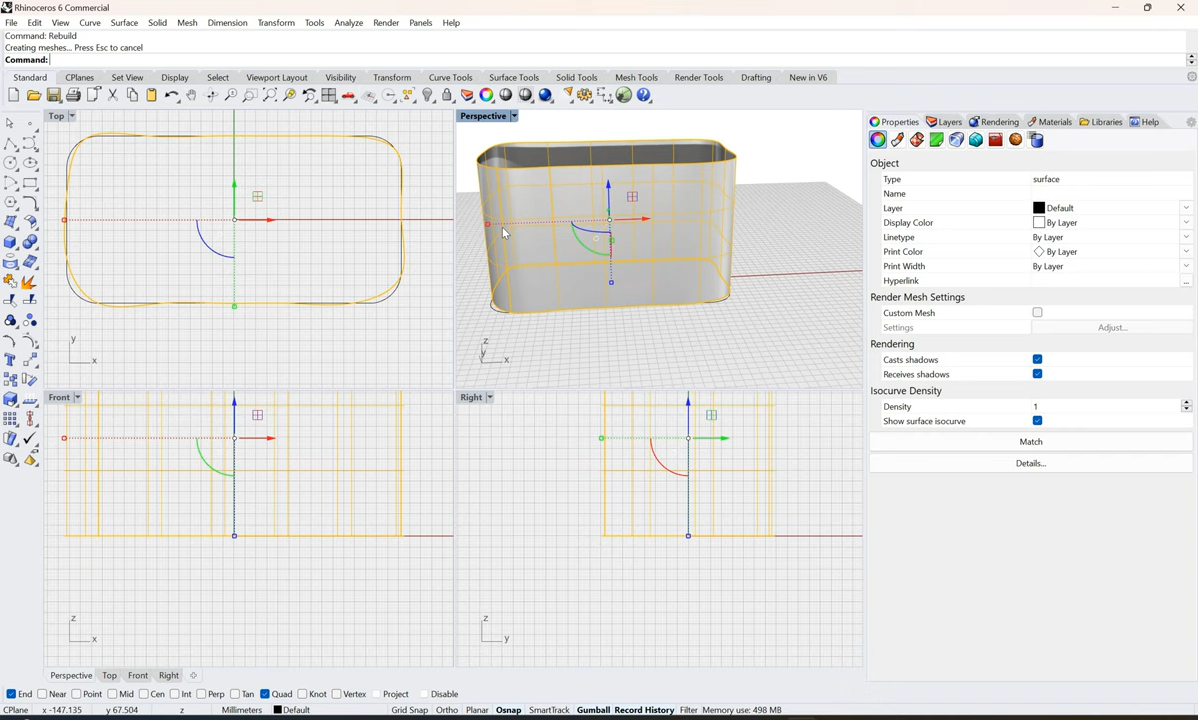 Rhinoceros 6 Commercial
File Edit View Curve Surface Solid Mesh Dimension Transform Tools Analyze Render Panels Help
Command: Rebuild
Creating meshes... Press Esc to cancel
Command:
Standard CPlanes Set View Display Select Viewport Layout Visibility Transform Curve Tools Surface Tools Solid Tools Mesh Tools Render Tools Drafting New in V6
Top
Perspective
Properties Layers Rendering Materials Libraries Help
Object
Type surface
Name
Layer Default
Display Color By Layer
Linetype By Layer
Print Color By Layer
Print Width By Layer
Hyperlink ...
Render Mesh Settings
Custom Mesh
Settings Adjust...
Rendering
Casts shadows
Receives shadows
Isocurve Density
Density 1
Show surface isocurve
Match
Details...
y
x
z
y
x
Front
Right
z
x
z
y
Perspective Top Front Right
End Near Point Mid Cen Int Perp Tan Quad Knot Vertex Project Disable
CPlane x -147.135 y 67.504 z Millimeters Default Grid Snap Ortho Planar Osnap SmartTrack Gumball Record History Filter Memory use: 498 MB